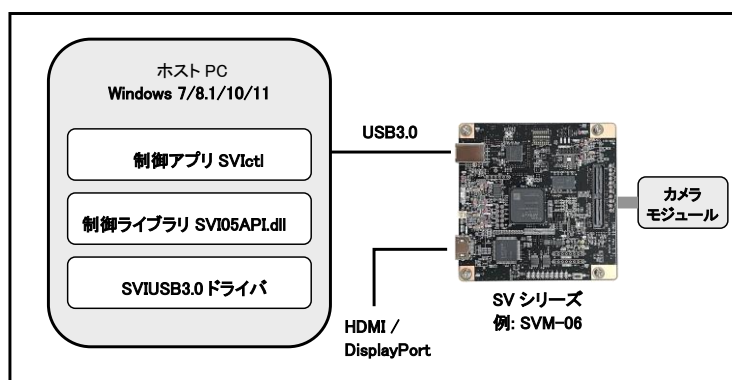 ホスト PC
Windows 7/8.1/10/11
制御アプリ SVIctl
制御ライブラリ SVI05API.dll
SVIUSB3.0 ドライバ
USB3.0
HDMI /
DisplayPort
SV シリーズ
例: SVM-06
カメラ
モジュール